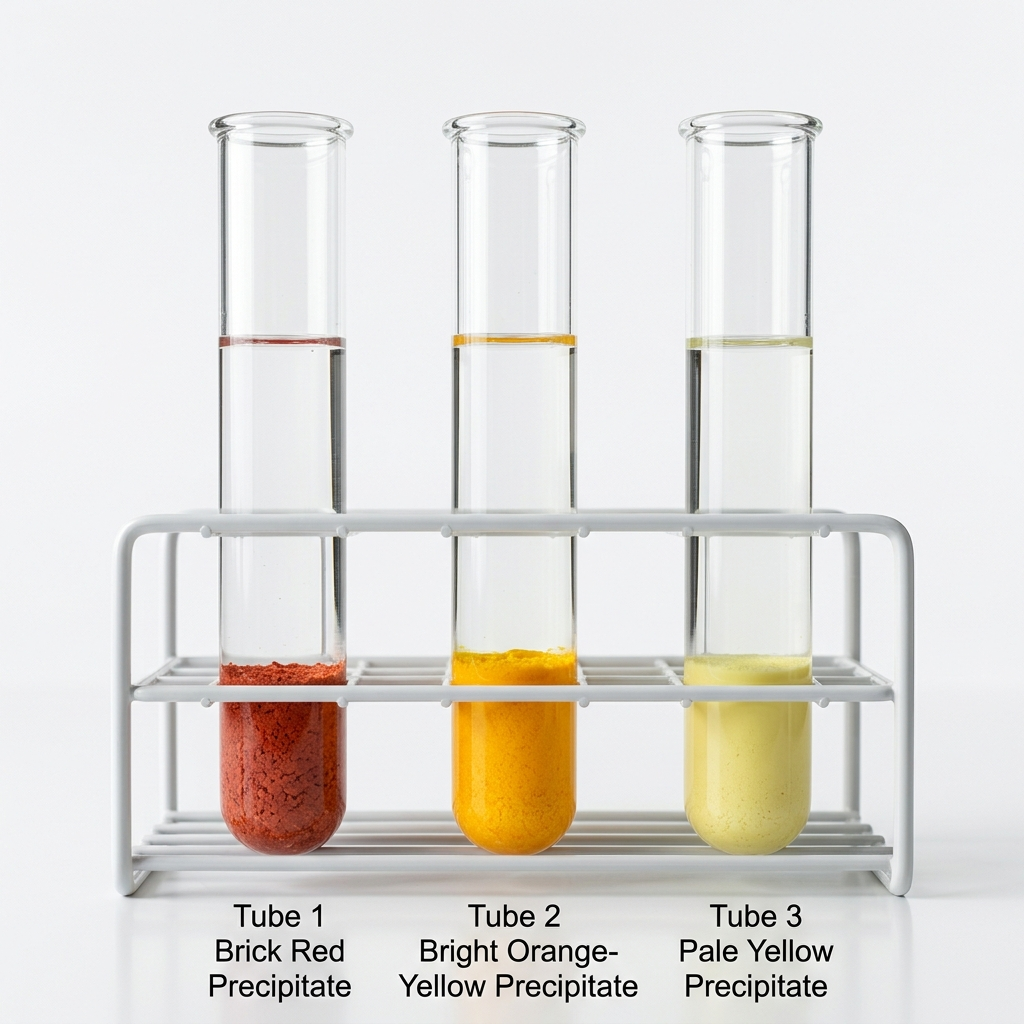 Tube 1
Brick Red
Precipitate
Tube 2
Bright Orange-
Yellow Precipitate
Tube 3
Pale Yellow
Precipitate